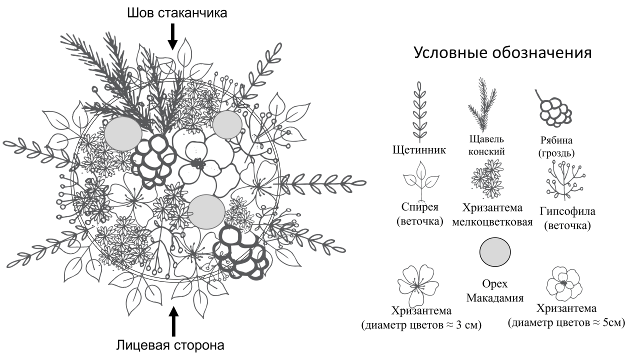 Шов стаканчика
Лицевая сторона
Условные обозначения
Щетинник
Щавель
конский
Рябина
(гроздь)
Спирея
(веточка)
Хризантема
мелкоцветковая
Гипсофила
(веточка)
Хризантема
(диаметр цветов ≈ 3 см)
Орех
Макадамия
Хризантема
(диаметр цветов ≈ 5см)